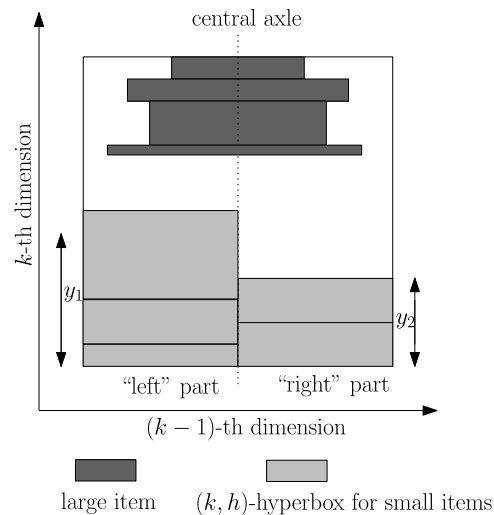 central axle
k-th dimension
y₁
y₂
“left” part
“right” part
(k − 1)-th dimension
large item
(k, h)-hyperbox for small items